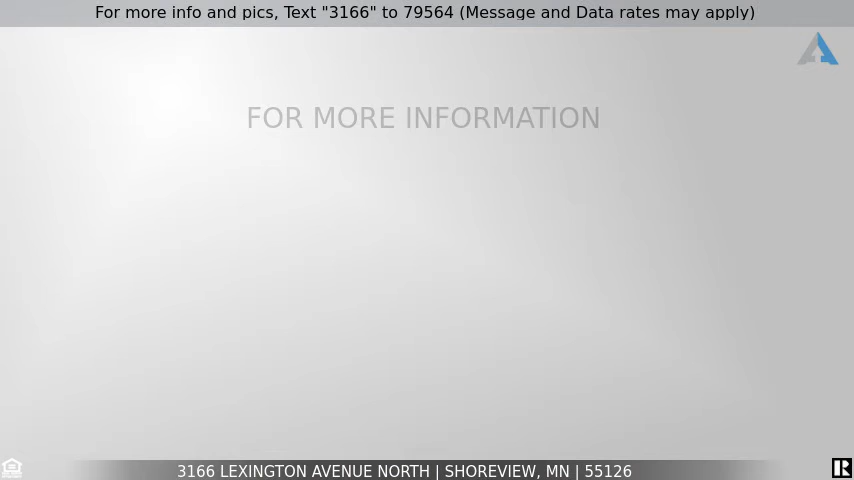 For more info and pics, Text "3166" to 79564 (Message and Data rates may apply)
FOR MORE INFORMATION
3166 LEXINGTON AVENUE NORTH | SHOREVIEW, MN | 55126